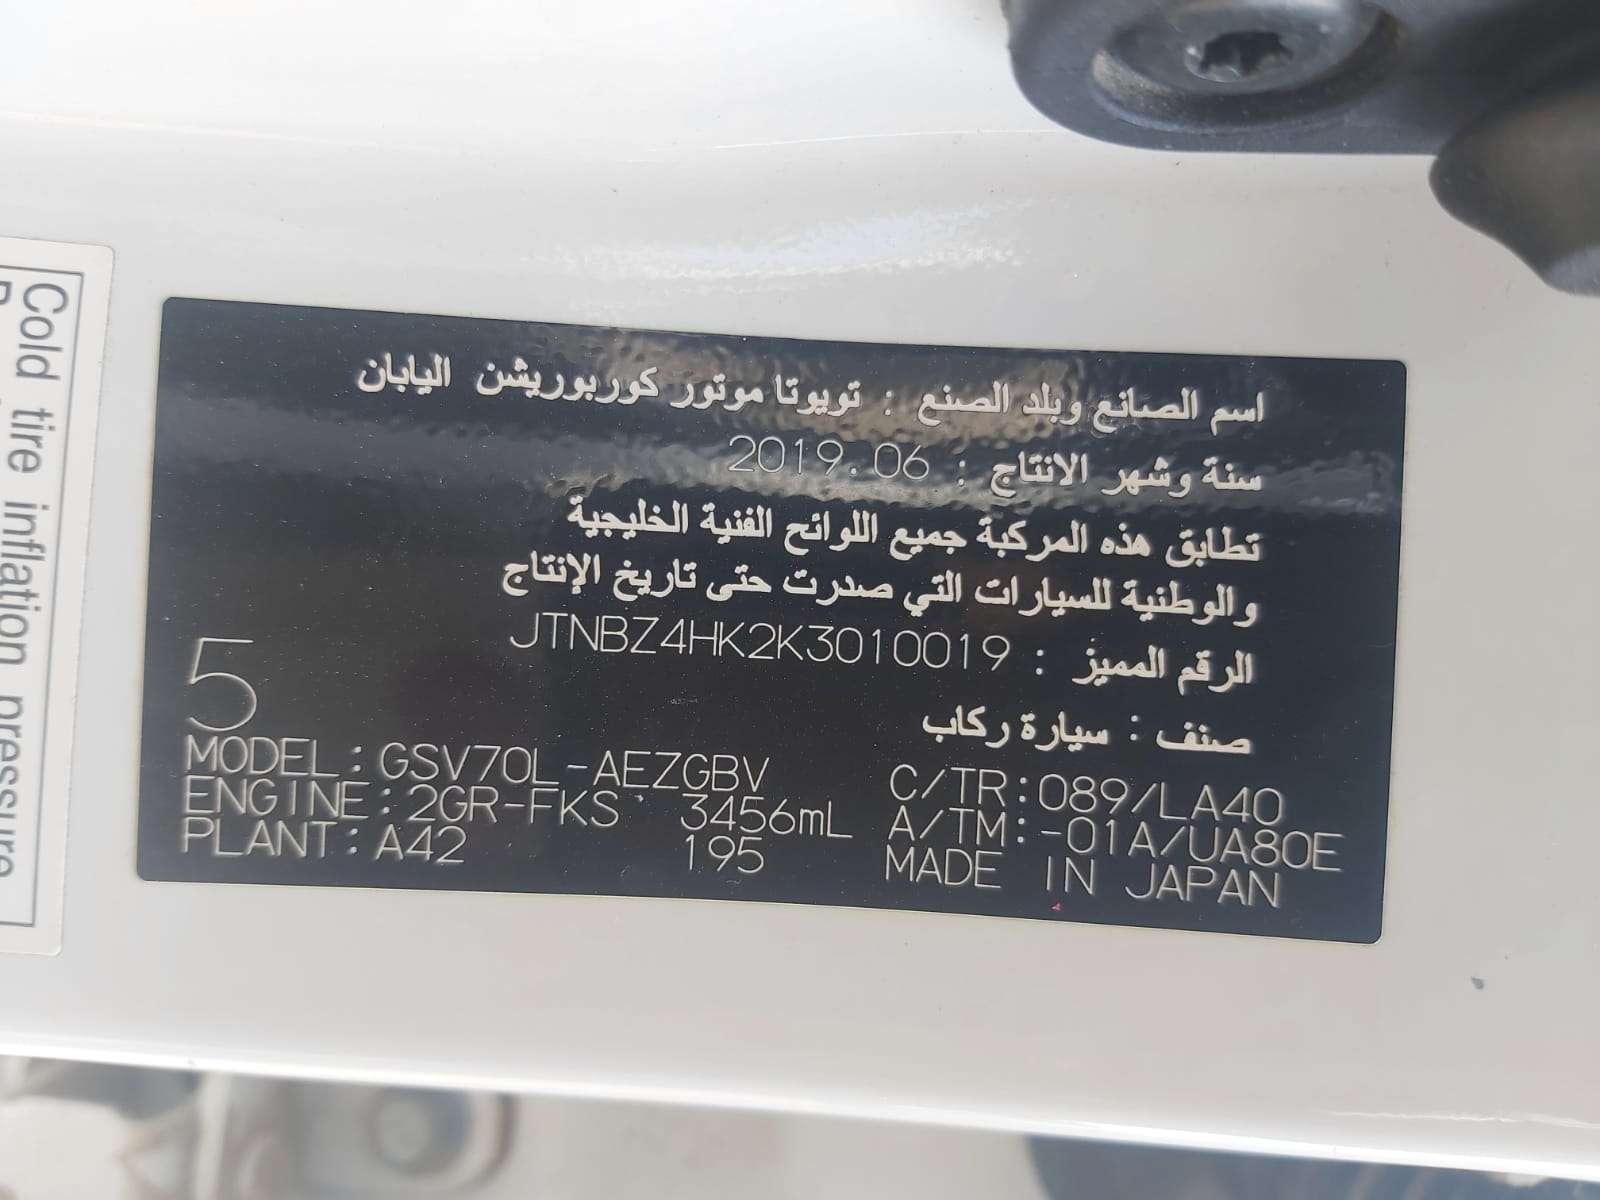 Cold tire inflation pressure
اسم الصانع وبلد الصنع : تويوتا موتور كوربوريشن اليابان
سنة وشهر الانتاج : 2019.06
تطابق هذه المركبة جميع اللوائح الفنية الخليجية
والوطنية للسيارات التي صدرت حتى تاريخ الإنتاج
الرقم المميز : JTNBZ4HK2K3010019
صنف : سيارة ركاب
5
MODEL:GSV70L-AEZGBV C/TR:089/LA40
ENGINE:2GR-FKS 3456mL A/TM:-01A/UA80E
PLANT:A42 195 MADE IN JAPAN